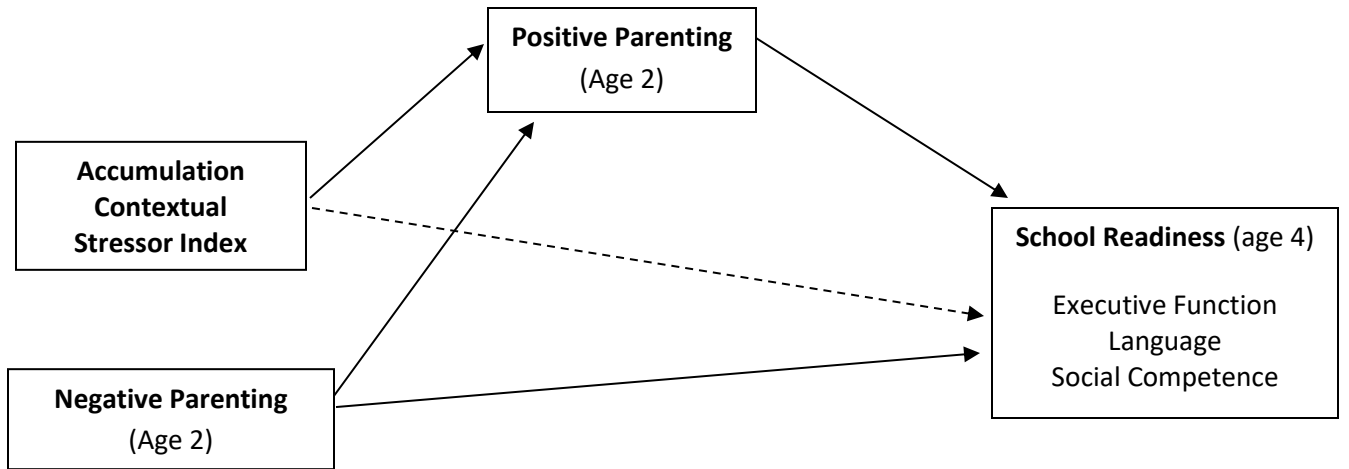 Positive Parenting
(Age 2)
Accumulation
Contextual
Stressor Index
School Readiness (age 4)
Executive Function
Language
Social Competence
Negative Parenting
(Age 2)